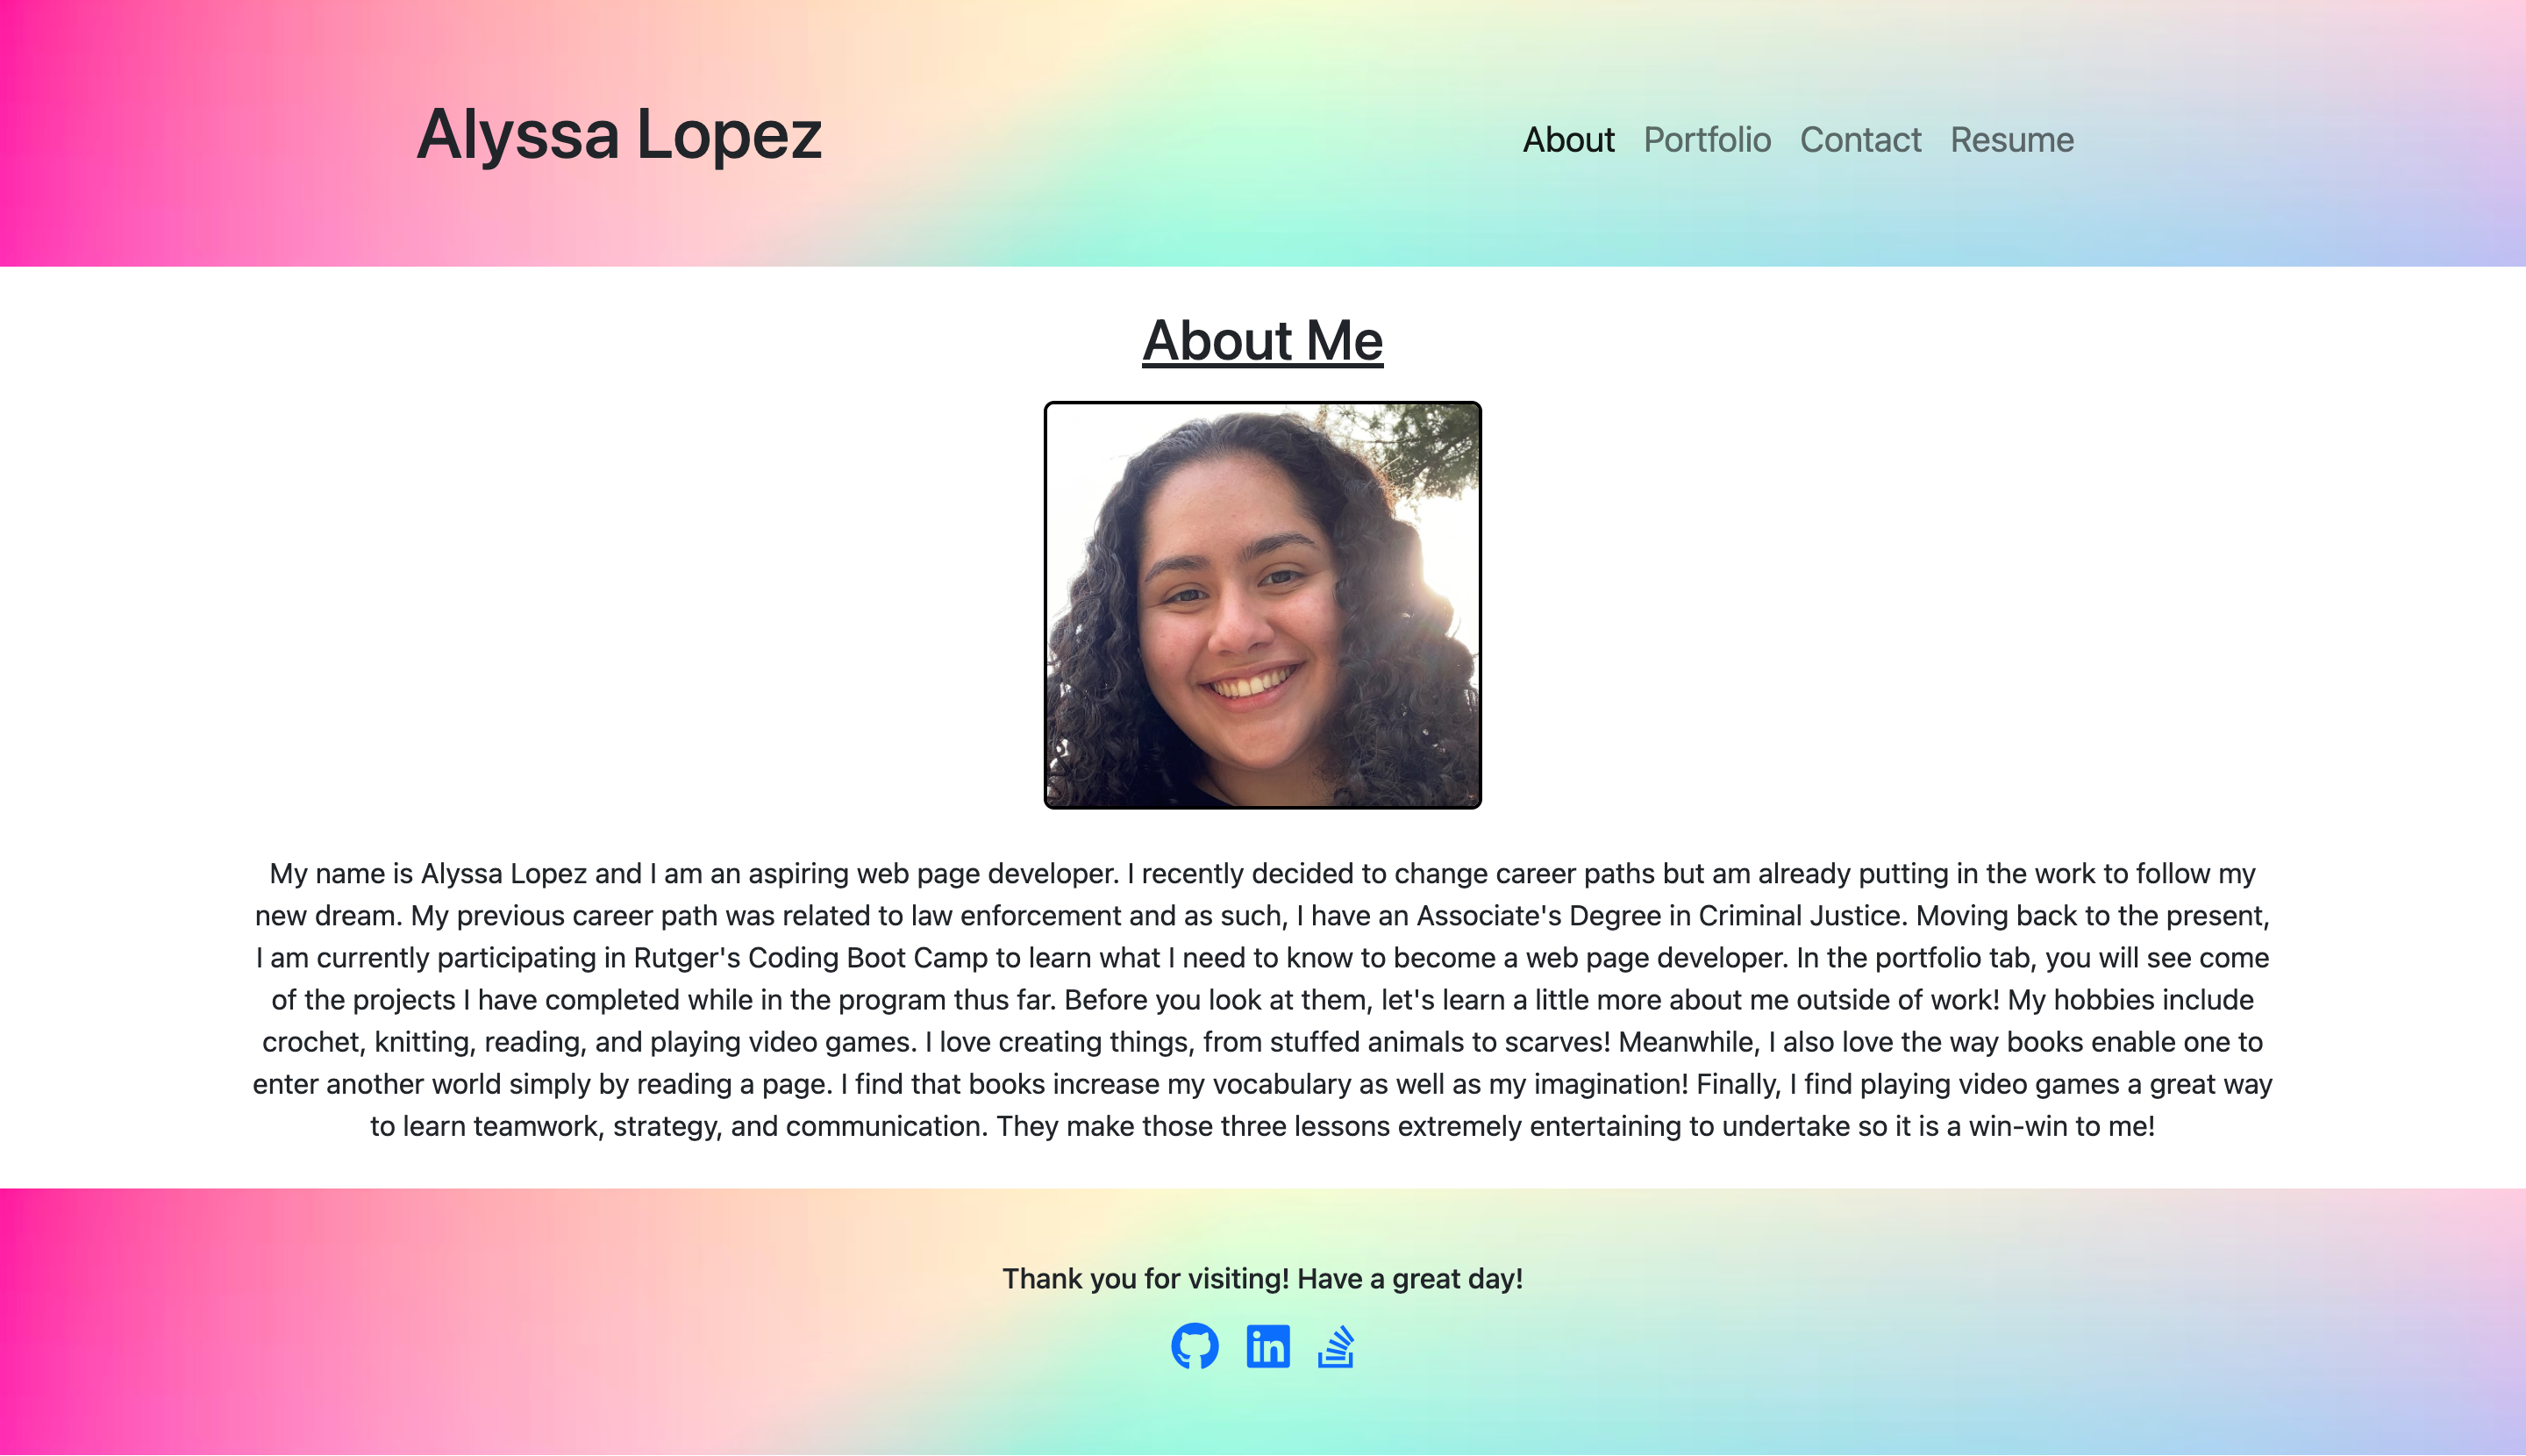 Alyssa Lopez
About Portfolio Contact Resume
About Me
My name is Alyssa Lopez and I am an aspiring web page developer. I recently decided to change career paths but am already putting in the work to follow my
new dream. My previous career path was related to law enforcement and as such, I have an Associate's Degree in Criminal Justice. Moving back to the present,
I am currently participating in Rutger's Coding Boot Camp to learn what I need to know to become a web page developer. In the portfolio tab, you will see come
of the projects I have completed while in the program thus far. Before you look at them, let's learn a little more about me outside of work! My hobbies include
crochet, knitting, reading, and playing video games. I love creating things, from stuffed animals to scarves! Meanwhile, I also love the way books enable one to
enter another world simply by reading a page. I find that books increase my vocabulary as well as my imagination! Finally, I find playing video games a great way
to learn teamwork, strategy, and communication. They make those three lessons extremely entertaining to undertake so it is a win-win to me!
Thank you for visiting! Have a great day!
in